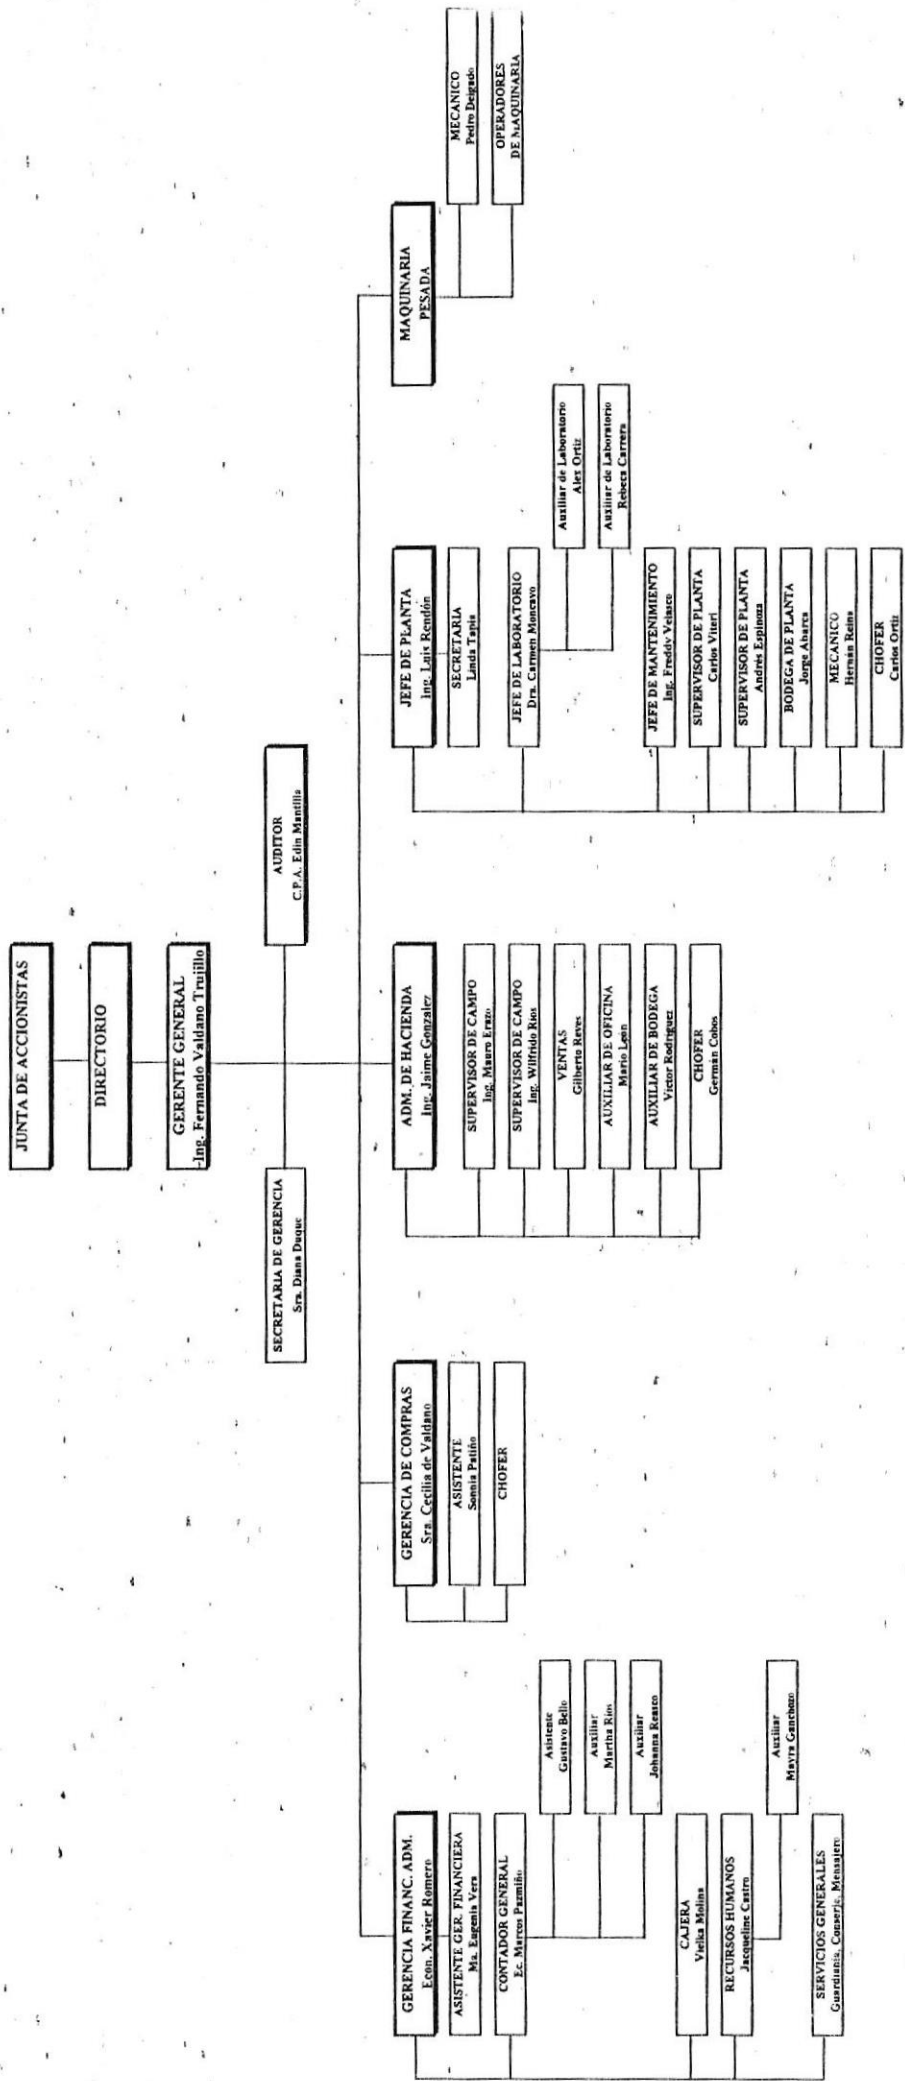 JUNTA DE ACCIONISTAS
DIRECTORIO
GERENTE GENERAL
Ing. Fernando Valdano Trujillo
SECRETARIA DE GERENCIA
Sra. Diana Duque
AUDITOR
C.P.A. Edin Mantilla
GERENCIA FINANC. ADM.
Econ. Xavier Romero
ASISTENTE GER. FINANCIERA
Ma. Eugenia Vera
CONTADOR GENERAL
Ec. Marcos Pazmiño
Asistente
Gustavo Bello
Auxiliar
Martha Rios
Auxiliar
Johanna Reasco
CAJERA
Vielka Molina
RECURSOS HUMANOS
Jacqueline Castro
Auxiliar
Mayra Ganchozo
SERVICIOS GENERALES
Guardiania, Conserje, Mensajero
GERENCIA DE COMPRAS
Sra. Cecilia de Valdano
ASISTENTE
Sonnia Patiño
CHOFER
ADM. DE HACIENDA
Ing. Jaime Gonzalez
SUPERVISOR DE CAMPO
Ing. Mauro Erazo
SUPERVISOR DE CAMPO
Ing. Wilfrido Rios
VENTAS
Gilberto Reyes
AUXILIAR DE OFICINA
Mario León
AUXILIAR DE BODEGA
Victor Rodriguez
CHOFER
Germán Cobos
JEFE DE PLANTA
Ing. Luis Rendón
SECRETARIA
Linda Tapia
JEFE DE LABORATORIO
Dra. Carmen Moncayo
Auxiliar de Laboratorio
Alex Ortiz
Auxiliar de Laboratorio
Rebeca Carrera
JEFE DE MANTENIMIENTO
Ing. Freddy Velasco
SUPERVISOR DE PLANTA
Carlos Viteri
SUPERVISOR DE PLANTA
Andrés Espinoza
BODEGA DE PLANTA
Jorge Abarca
MECANICO
Hernán Reina
CHOFER
Carlos Ortiz
MAQUINARIA
PESADA
MECANICO
Pedro Delgado
OPERADORES
DE MAQUINARIA